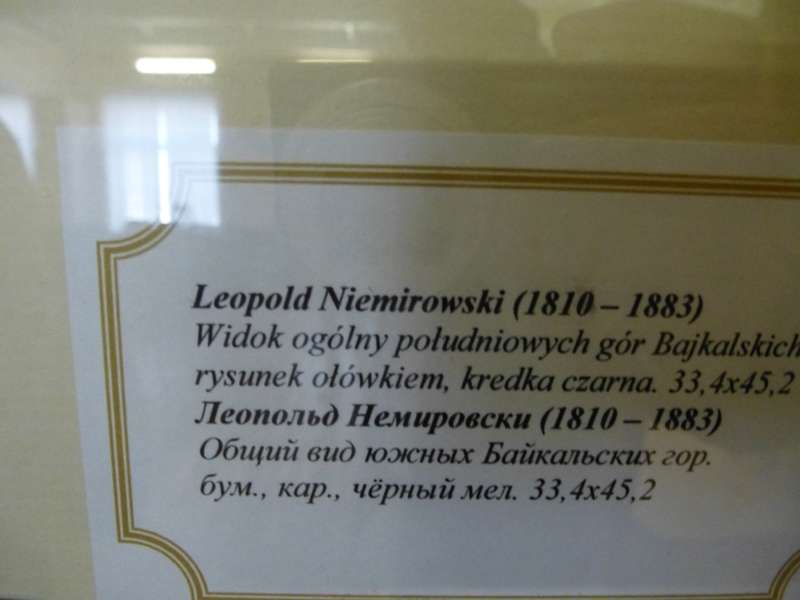 Leopold Niemirowski (1810 – 1883)
Widok ogólny południowych gór Bajkalskich
rysunek ołówkiem, kredka czarna. 33,4x45,2
Леопольд Немировски (1810 – 1883)
Общий вид южных Байкальских гор.
бум., кар., чёрный мел. 33,4x45,2